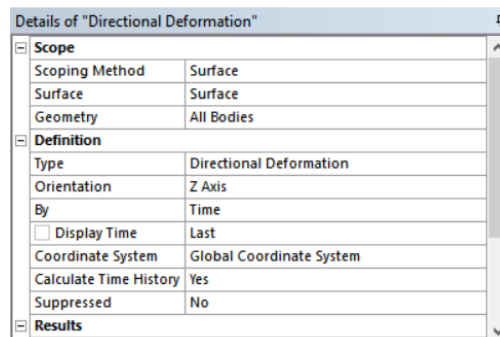 Details of "Directional Deformation"
Scope
Scoping Method Surface
Surface Surface
Geometry All Bodies
Definition
Type Directional Deformation
Orientation Z Axis
By Time
Display Time Last
Coordinate System Global Coordinate System
Calculate Time History Yes
Suppressed No
Results